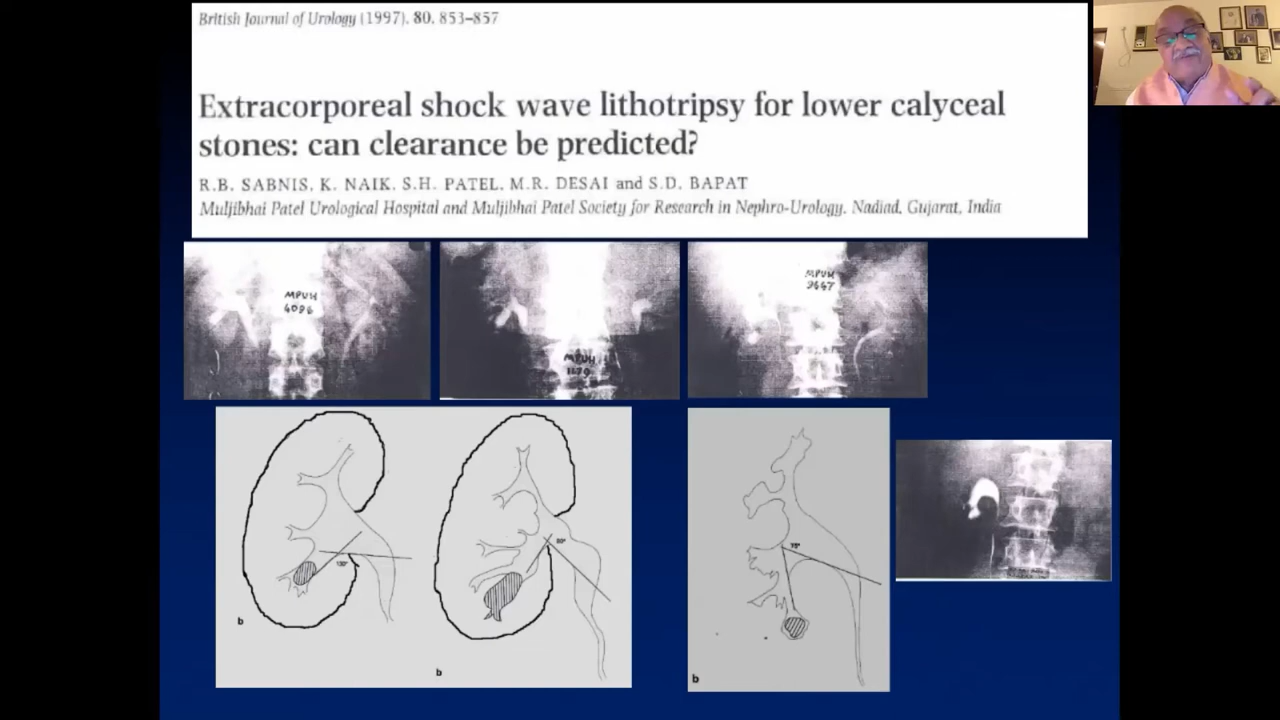 British Journal of Urology (1997), 80, 853–857
Extracorporeal shock wave lithotripsy for lower calyceal
stones: can clearance be predicted?
R.B. SABNIS, K. NAIK, S.H. PATEL, M.R. DESAI and S.D. BAPAT
Muljibhai Patel Urological Hospital and Muljibhai Patel Society for Research in Nephro-Urology, Nadiad, Gujarat, India
MPUH
MPUH
MPUH
b
b
b